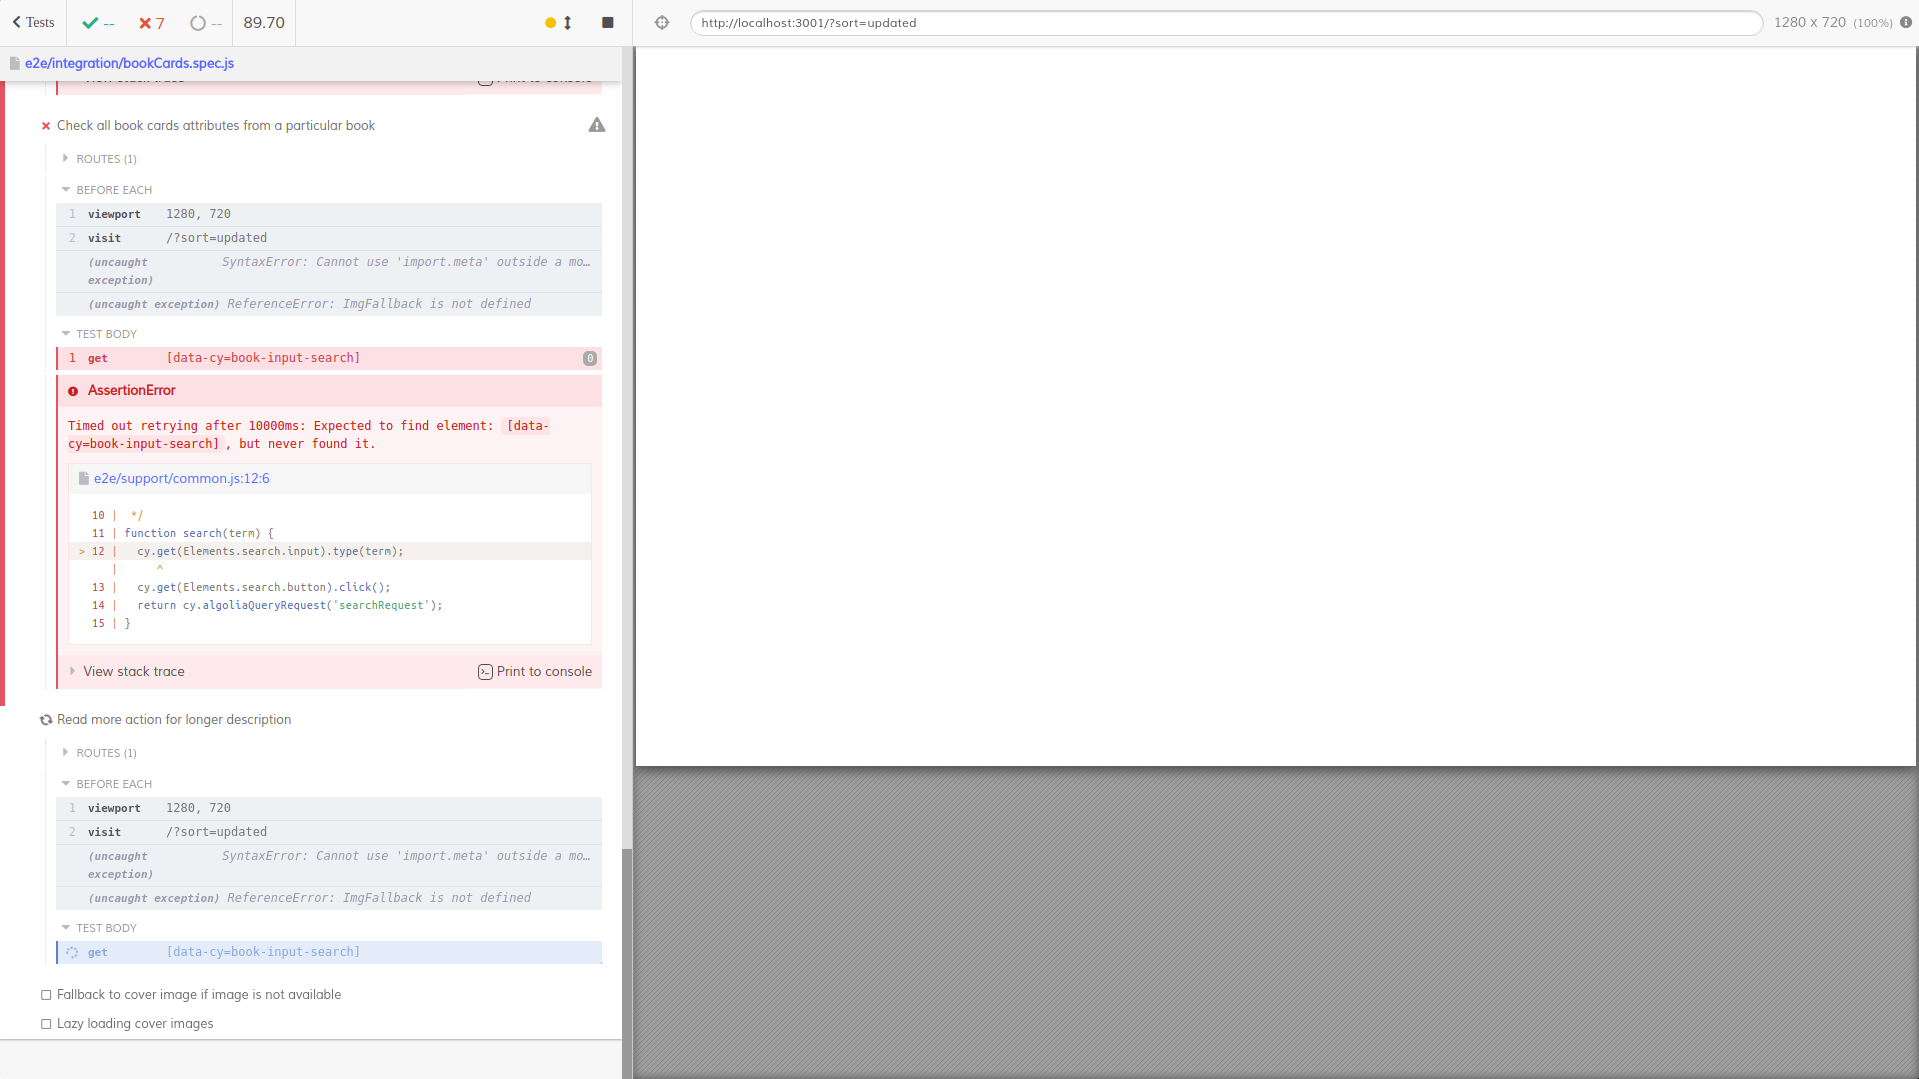 Tests
--
7
--
89.70
http://localhost:3001/?sort=updated
1280 x 720 (100%)
e2e/integration/bookCards.spec.js
View stack trace
Print to console
Check all book cards attributes from a particular book
ROUTES (1)
BEFORE EACH
1 viewport 1280, 720
2 visit /?sort=updated
(uncaught exception) SyntaxError: Cannot use 'import.meta' outside a mo…
(uncaught exception) ReferenceError: ImgFallback is not defined
TEST BODY
1 get [data-cy=book-input-search] 0
AssertionError
Timed out retrying after 10000ms: Expected to find element: [data-
cy=book-input-search] , but never found it.
e2e/support/common.js:12:6
10 | */
11 | function search(term) {
> 12 | cy.get(Elements.search.input).type(term);
| ^
13 | cy.get(Elements.search.button).click();
14 | return cy.algoliaQueryRequest('searchRequest');
15 | }
View stack trace
Print to console
Read more action for longer description
ROUTES (1)
BEFORE EACH
1 viewport 1280, 720
2 visit /?sort=updated
(uncaught exception) SyntaxError: Cannot use 'import.meta' outside a mo…
(uncaught exception) ReferenceError: ImgFallback is not defined
TEST BODY
get [data-cy=book-input-search]
Fallback to cover image if image is not available
Lazy loading cover images